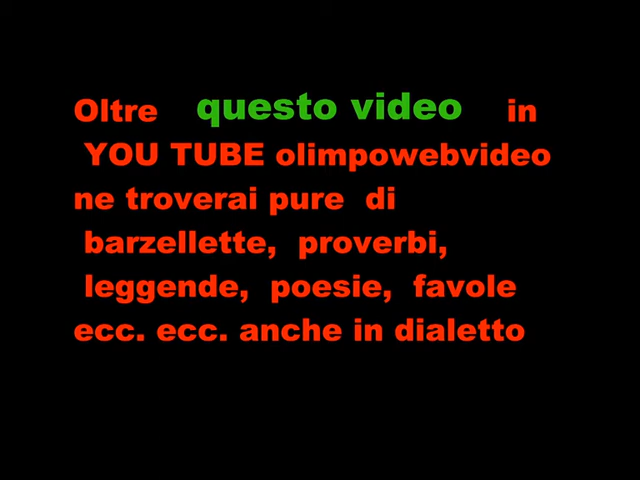 Oltre questo video in
YOU TUBE olimpowebvideo
ne troverai pure di
barzellette, proverbi,
leggende, poesie, favole
ecc. ecc. anche in dialetto